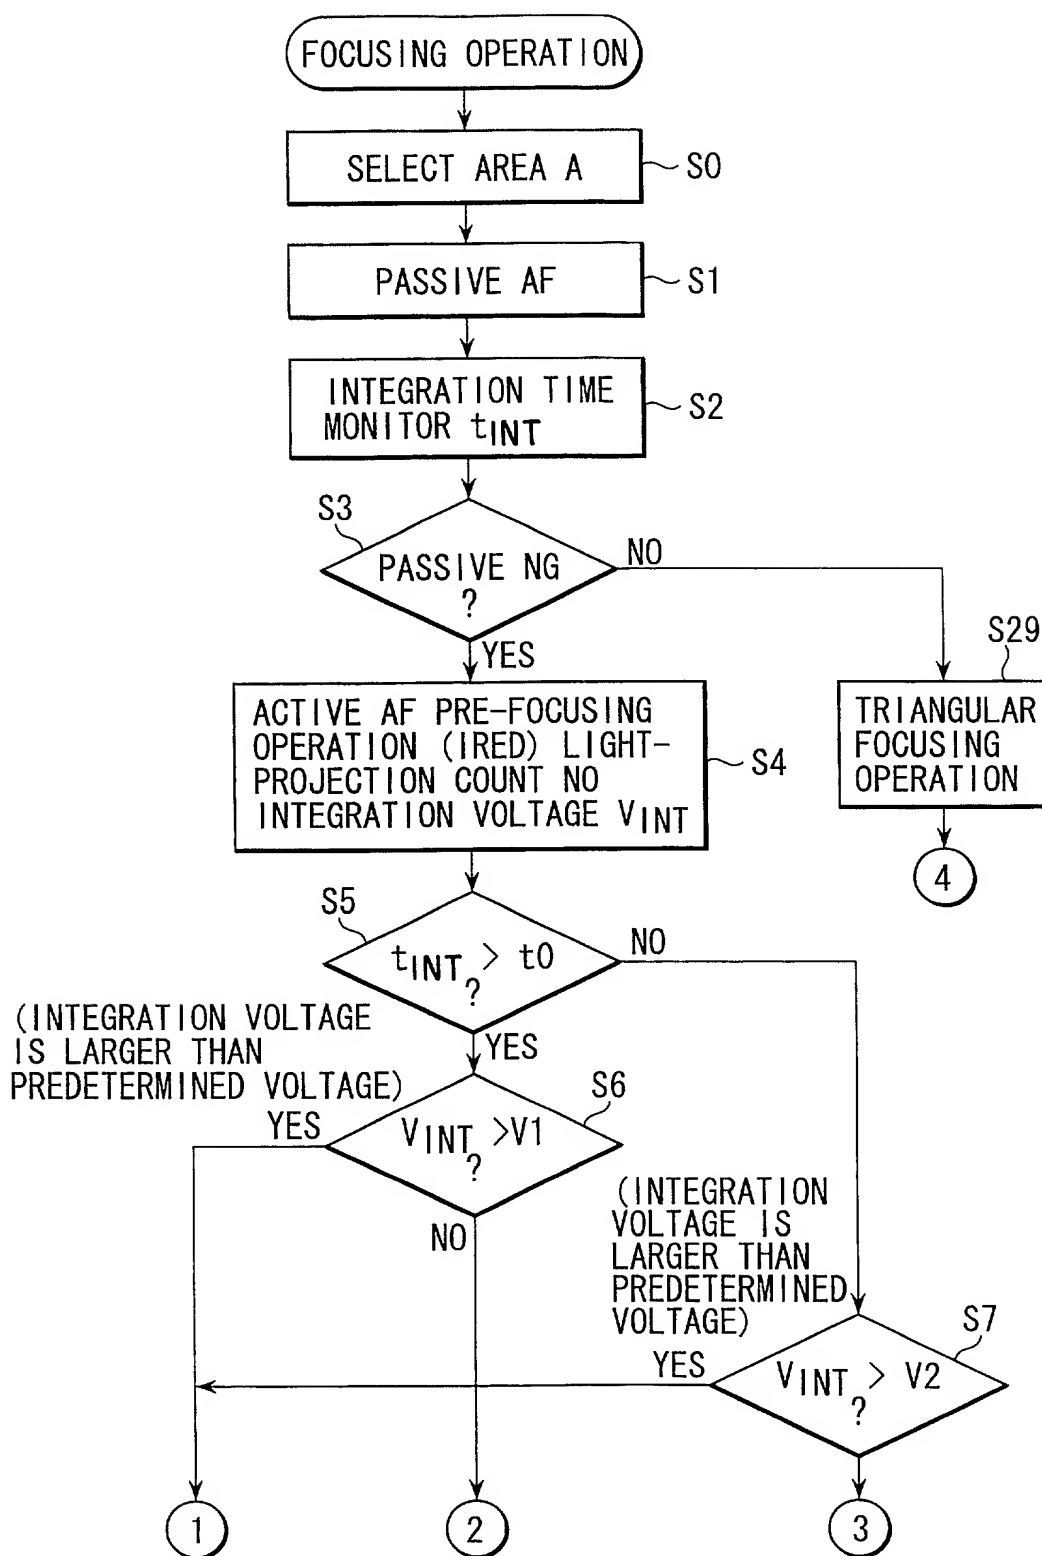 FOCUSING OPERATION
SELECT AREA A
S0
PASSIVE AF
S1
INTEGRATION TIME
MONITOR tINT
S2
S3
PASSIVE NG
?
NO
YES
S29
TRIANGULAR
FOCUSING
OPERATION
4
ACTIVE AF PRE-FOCUSING
OPERATION (IRED) LIGHT-
PROJECTION COUNT NO
INTEGRATION VOLTAGE VINT
S4
S5
tINT > t0
?
NO
YES
(INTEGRATION VOLTAGE
IS LARGER THAN
PREDETERMINED VOLTAGE)
YES
S6
VINT >V1
?
NO
(INTEGRATION
VOLTAGE IS
LARGER THAN
PREDETERMINED
VOLTAGE)
YES
S7
VINT > V2
?
1
2
3